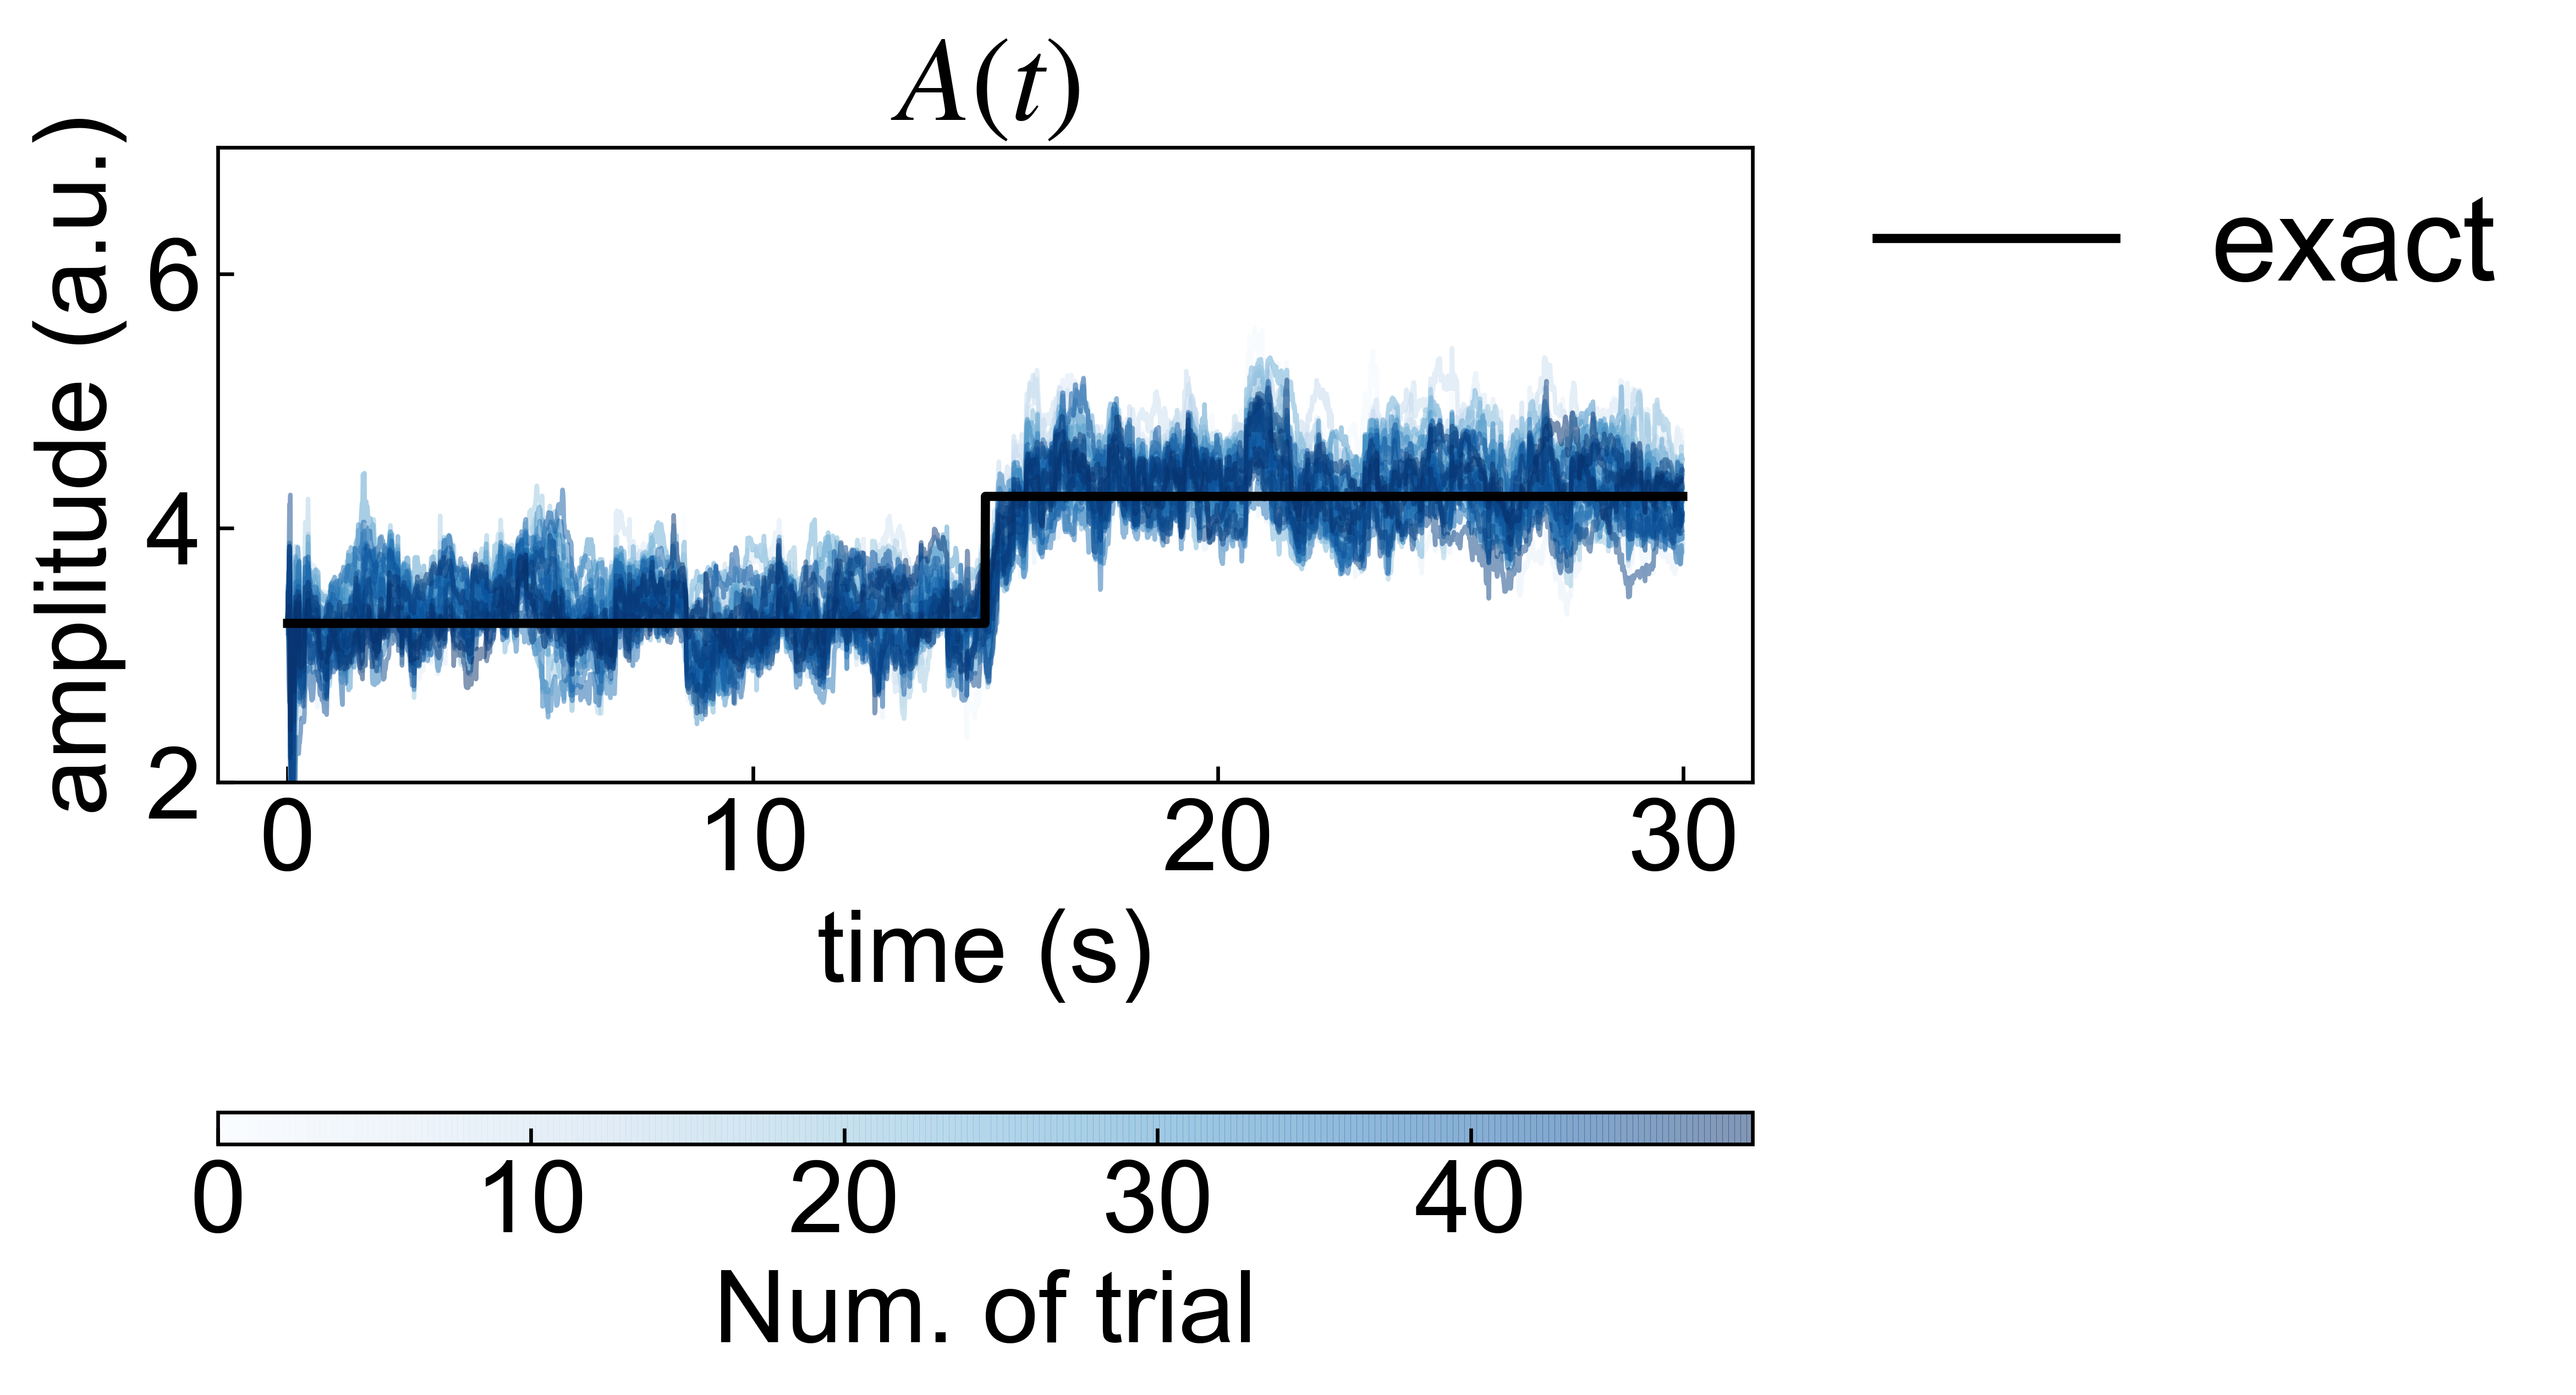 A(t)
amplitude (a.u.)
6
4
2
0 10 20 30
time (s)
exact
0 10 20 30 40
Num. of trial